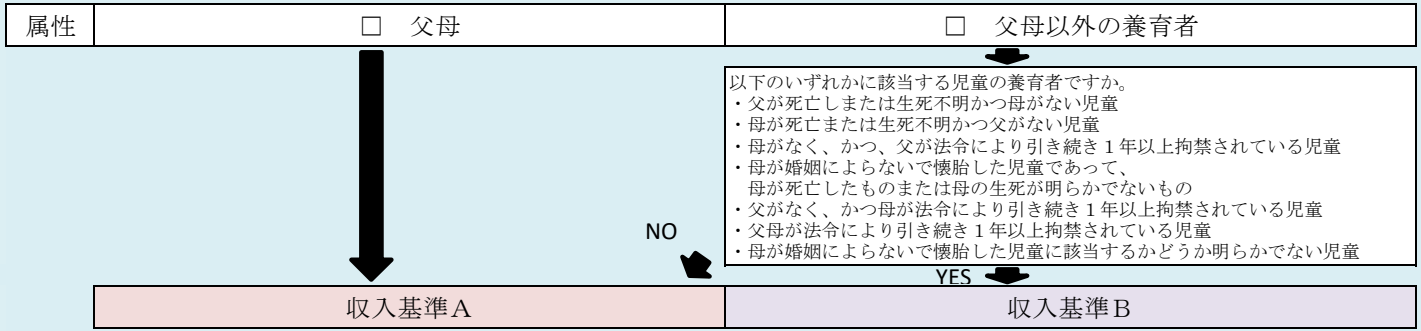 属性
□　父母
□　父母以外の養育者
以下のいずれかに該当する児童の養育者ですか。
・父が死亡しまたは生死不明かつ母がない児童
・母が死亡または生死不明かつ父がない児童
・母がなく、かつ、父が法令により引き続き１年以上拘禁されている児童
・母が婚姻によらないで懐胎した児童であって、
母が死亡したものまたは母の生死が明らかでないもの
・父がなく、かつ母が法令により引き続き１年以上拘禁されている児童
・父母が法令により引き続き１年以上拘禁されている児童
・母が婚姻によらないで懐胎した児童に該当するかどうか明らかでない児童
NO
YES
収入基準Ａ
収入基準Ｂ